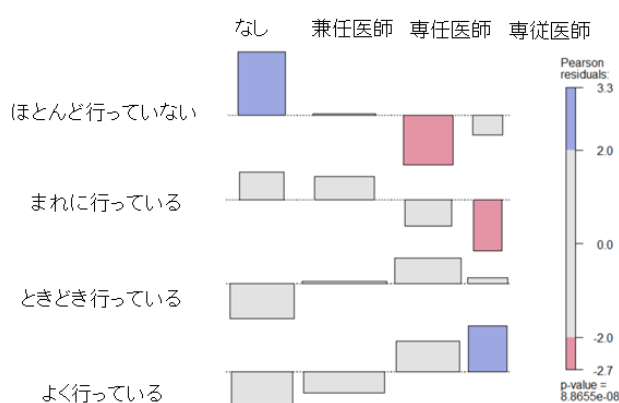 なし 兼任医師 専任医師 専従医師
Pearson
residuals:
3.3
ほとんど行っていない
2.0
まれに行っている
0.0
ときどき行っている
-2.0
-2.7
よく行っている
p-value =
8.8655e-08